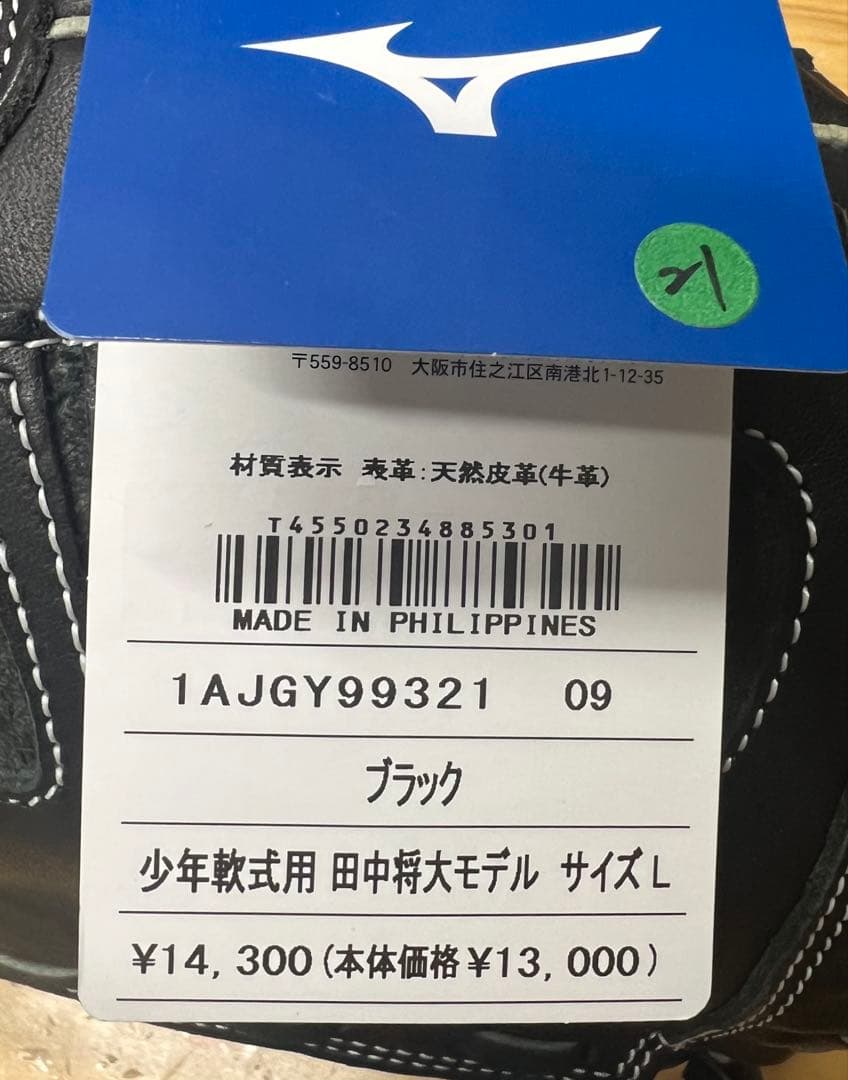 〒559-8510 大阪市住之江区南港北1-12-35
材質表示 表革:天然皮革(牛革)
T4550234885301
MADE IN PHILIPPINES
1AJGY99321 09
ブラック
少年軟式用 田中将大モデル サイズL
¥14,300(本体価格¥13,000)